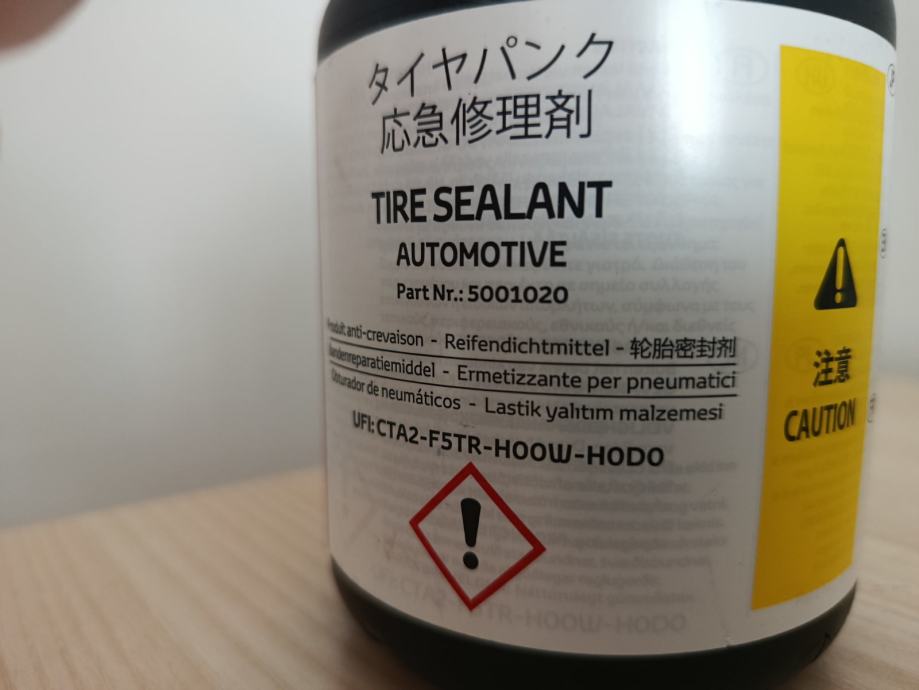 タイヤパンク
応急修理剤
TIRE SEALANT
AUTOMOTIVE
Part Nr.: 5001020
Produit anti-crevaison - Reifendichtmittel - 轮胎密封剂
Bandenreparatiemiddel - Ermetizzante per pneumatici
Obturador de neumáticos - Lastik yalıtım malzemesi
UFI: CTA2-F5TR-H00W-H0D0
注意
CAUTION